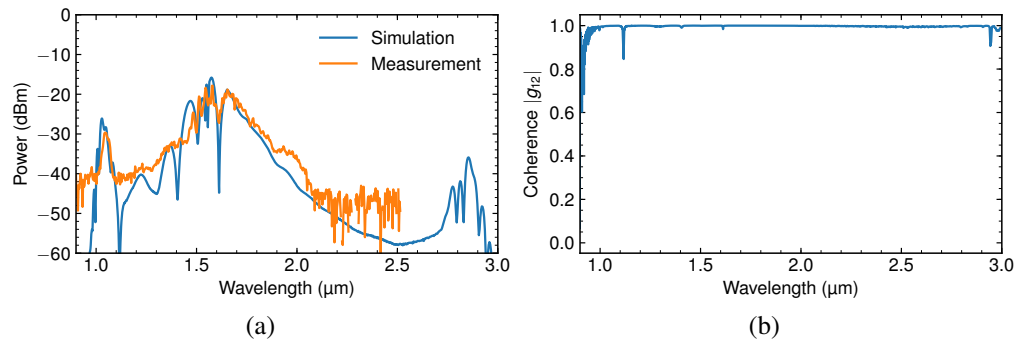 0
−10
−20
−30
−40
−50
−60
Power (dBm)
Simulation
Measurement
1.0 1.5 2.0 2.5 3.0
Wavelength (μm)
(a)
1.0
0.8
0.6
0.4
0.2
0.0
Coherence |g₁₂|
1.0 1.5 2.0 2.5 3.0
Wavelength (μm)
(b)